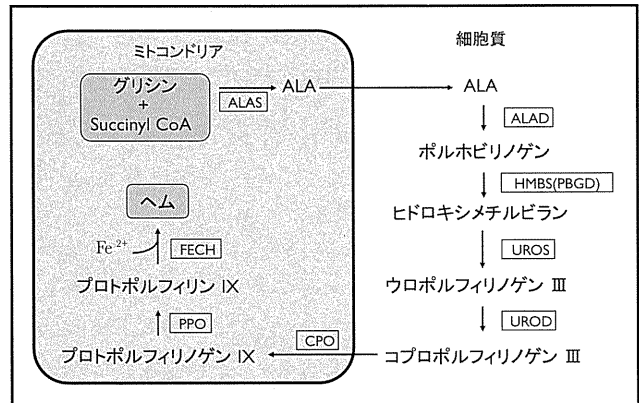 ミトコンドリア
細胞質
グリシン
+
Succinyl CoA
ALAS
ALA
ALA
ALAD
ポルホビリノゲン
HMBS(PBGD)
ヒドロキシメチルビラン
UROS
ウロポルフィリノゲン Ⅲ
UROD
コプロポルフィリノゲン Ⅲ
CPO
プロトポルフィリノゲン IX
PPO
プロトポルフィリン IX
Fe²⁺
FECH
ヘム